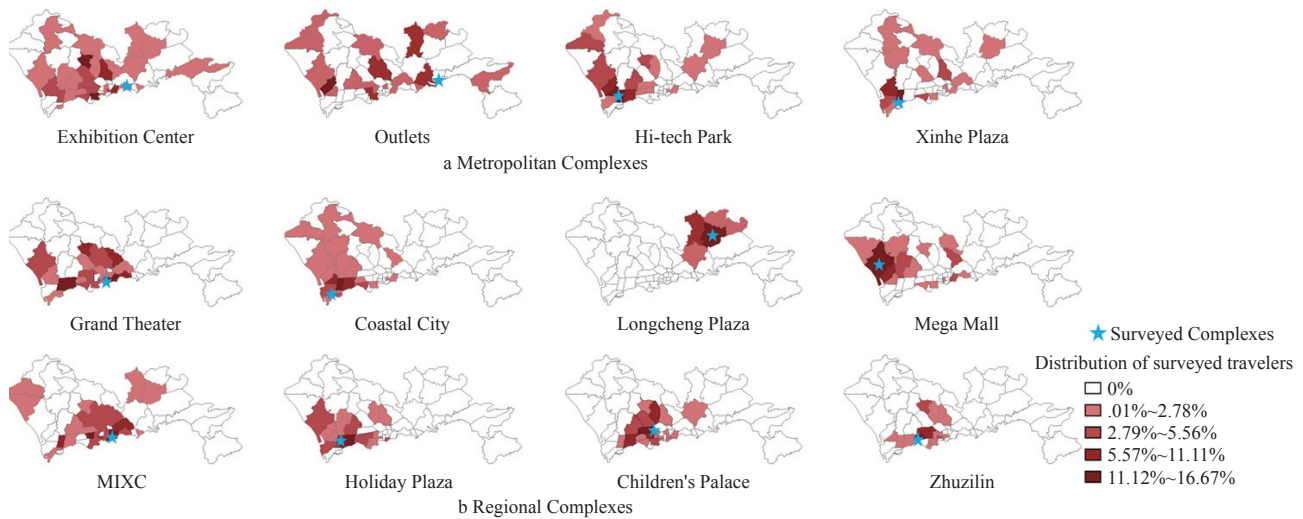 Exhibition Center
Outlets
Hi-tech Park
Xinhe Plaza
a Metropolitan Complexes
Grand Theater
Coastal City
Longcheng Plaza
Mega Mall
MIXC
Holiday Plaza
Children's Palace
Zhuzilin
b Regional Complexes
Surveyed Complexes
Distribution of surveyed travelers
0%
.01%~2.78%
2.79%~5.56%
5.57%~11.11%
11.12%~16.67%